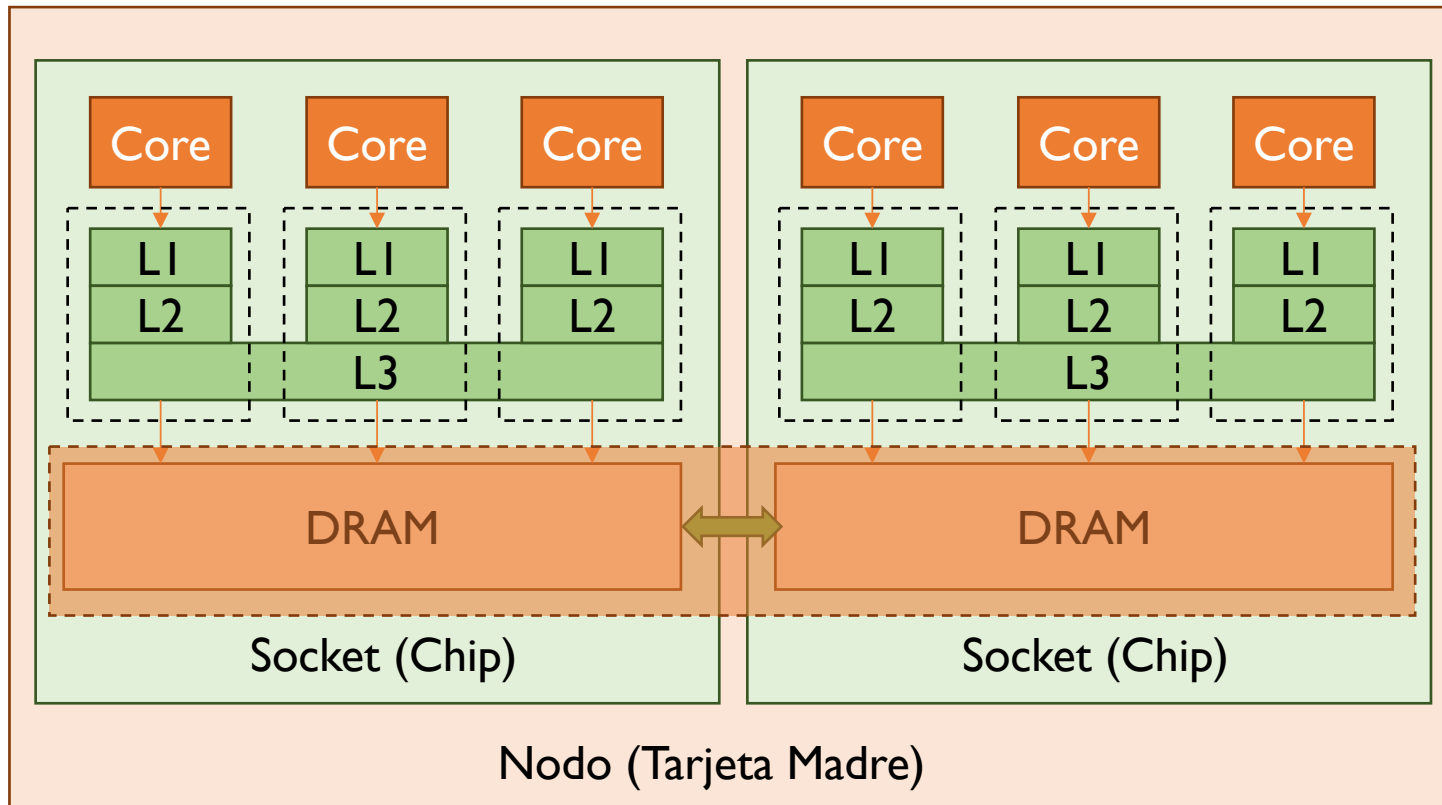 Core Core Core Core Core Core
L1 L1 L1 L1 L1 L1
L2 L2 L2 L2 L2 L2
L3 L3
DRAM DRAM
Socket (Chip) Socket (Chip)
Nodo (Tarjeta Madre)